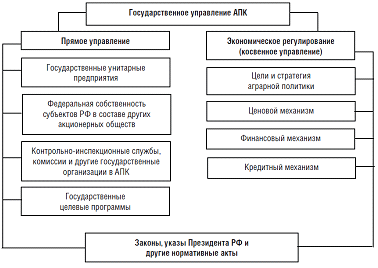 Государственное управление АПК
Прямое управление
Государственные унитарные
предприятия
Федеральная собственность
субъектов РФ в составе других
акционерных обществ
Контрольно-инспекционные службы,
комиссии и другие государственные
организации в АПК
Государственные
целевые программы
Экономическое регулирование
(косвенное управление)
Цели и стратегия
аграрной политики
Ценовой механизм
Финансовый механизм
Кредитный механизм
Законы, указы Президента РФ и
другие нормативные акты